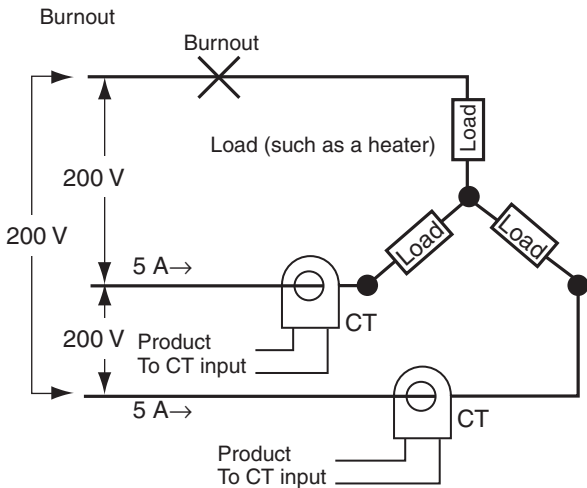 Burnout
Burnout
Load
Load (such as a heater)
200 V
200 V
Load
Load
5 A→
CT
200 V
Product
To CT input
5 A→
CT
Product
To CT input